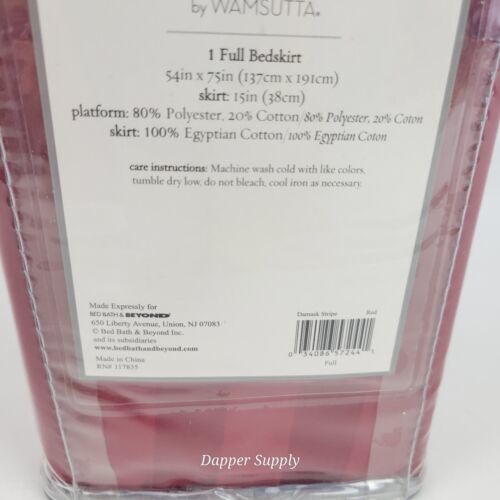 by WAMSUTTA®
1 Full Bedskirt
54in x 75in (137cm x 191cm)
skirt: 15in (38cm)
platform: 80% Polyester, 20% Cotton/80% Polyester, 20% Coton
skirt: 100% Egyptian Cotton/100% Egyptian Coton
care instructions: Machine wash cold with like colors,
tumble dry low, do not bleach, cool iron as necessary.
Made Expressly for
BED BATH & BEYOND®
650 Liberty Avenue, Union, NJ 07083
© Bed Bath & Beyond Inc.
and its subsidiaries
www.bedbathandbeyond.com
Made in China
RN# 117835
Damask Stripe Red
0 34086 57244 1
Full
Dapper Supply